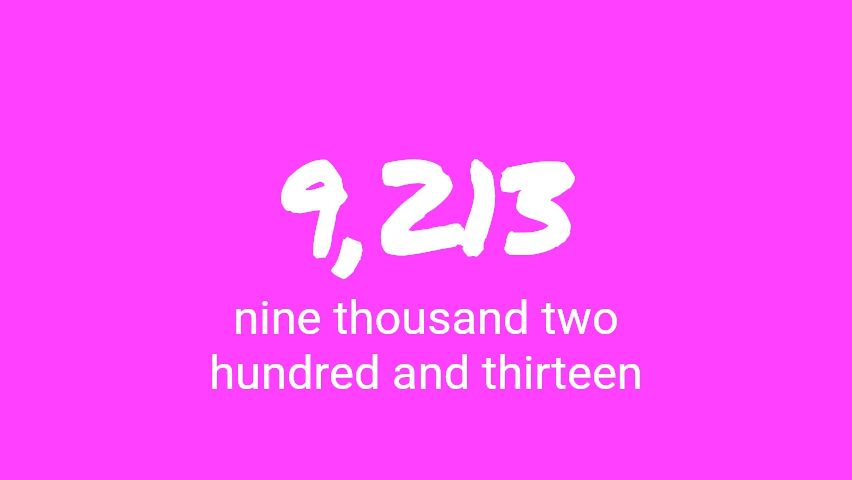 9,213
nine thousand two
hundred and thirteen